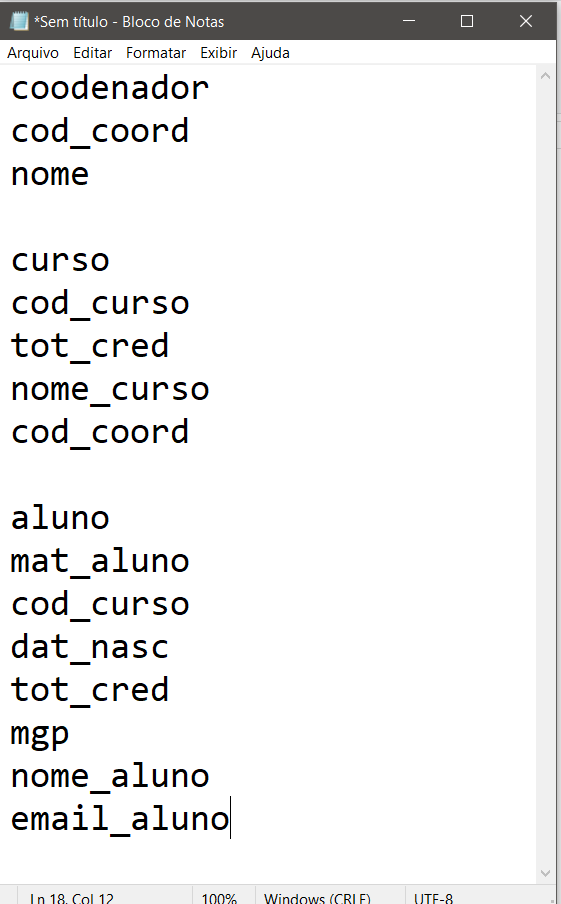 *Sem título - Bloco de Notas
Arquivo Editar Formatar Exibir Ajuda
coodenador
cod_coord
nome
curso
cod_curso
tot_cred
nome_curso
cod_coord
aluno
mat_aluno
cod_curso
dat_nasc
tot_cred
mgp
nome_aluno
email_aluno
Ln 18, Col 12 100% Windows (CRLF) UTF-8